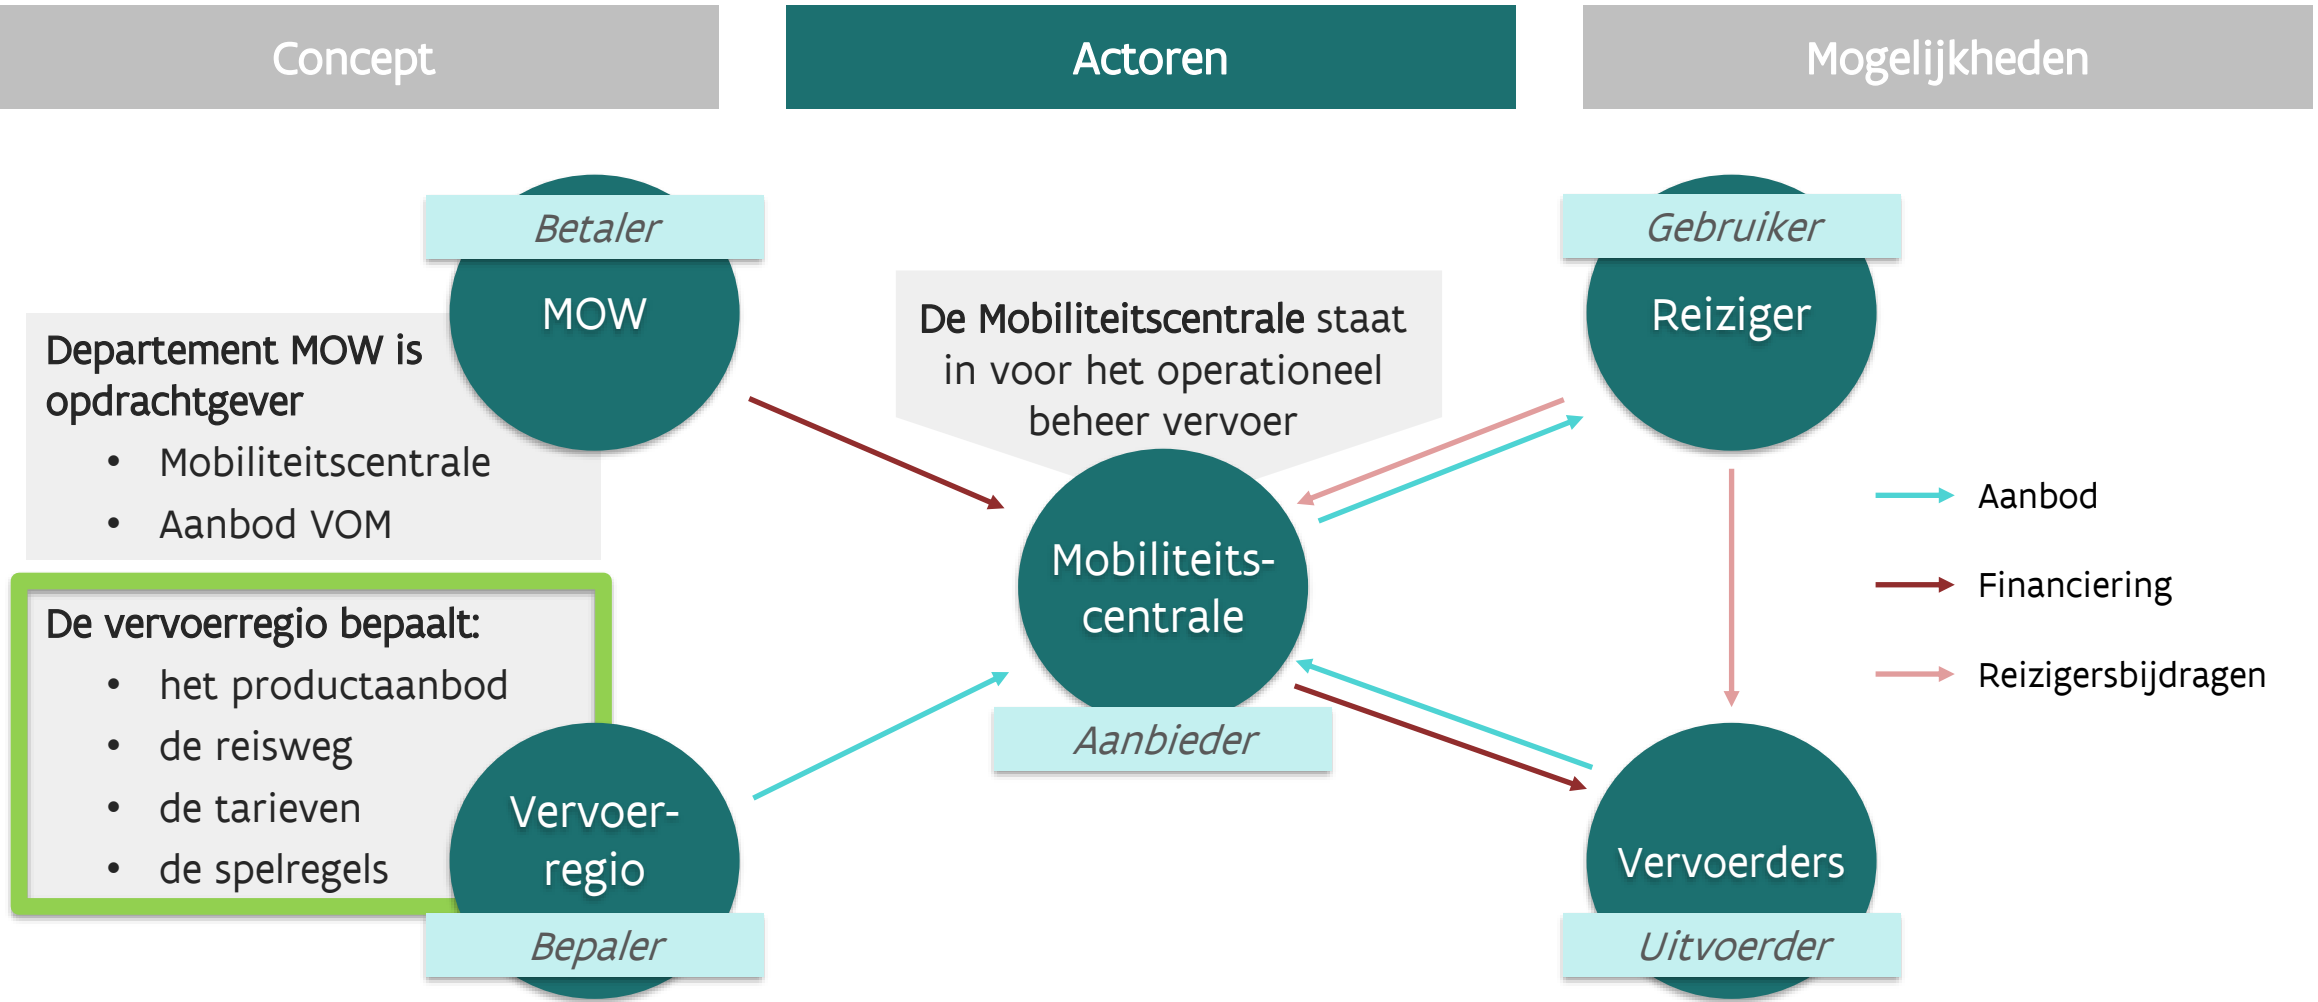 Concept
Actoren
Mogelijkheden
Betaler
MOW
Departement MOW is
opdrachtgever
• Mobiliteitscentrale
• Aanbod VOM
De vervoerregio bepaalt:
• het productaanbod
• de reisweg
• de tarieven
• de spelregels
Vervoer-
regio
Bepaler
De Mobiliteitscentrale staat
in voor het operationeel
beheer vervoer
Mobiliteits-
centrale
Aanbieder
Gebruiker
Reiziger
Vervoerders
Uitvoerder
Aanbod
Financiering
Reizigersbijdragen